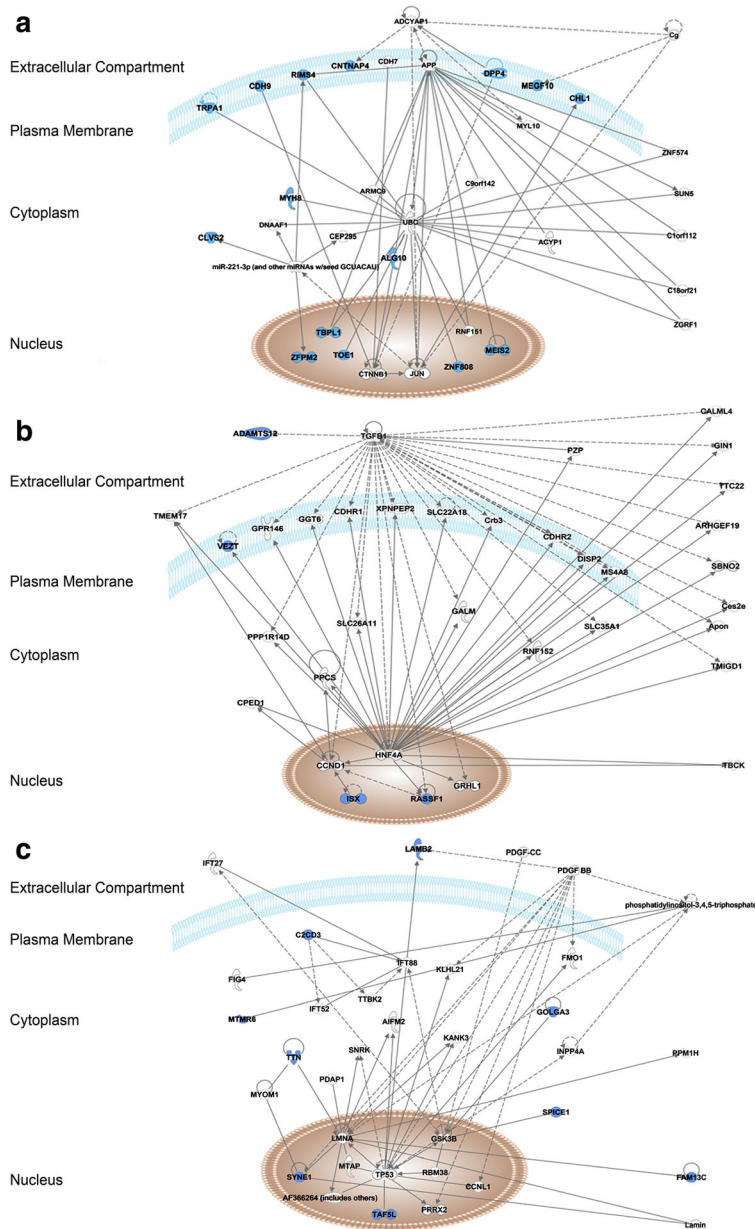 a
ADCYAP1
Cg
Extracellular Compartment
CNTNAP4
CDH7
APP
RIMS4
DPP4
CDH9
MEGF10
CHL1
TRPA1
Plasma Membrane
MYL10
ZNF574
C9orf142
ARMC9
SUN5
MYH8
Cytoplasm
UBC
DNAAF1
CLVS2
CEP295
C1orf112
ACYP1
ALG10
miR-221-3p (and other miRNAs w/seed GCUACAU)
C18orf21
ZGRF1
TBPL1
RNF151
Nucleus
TOE1
MEIS2
ZFPM2
ZNF808
CTNNB1
JUN
b
CALML4
ADAMTS12
TGFB1
GIN1
PZP
Extracellular Compartment
TTC22
XPNPEP2
CDHR1
SLC22A18
TMEM17
GGT6
Crb3
GPR146
ARHGEF19
CDHR2
VEZT
DISP2
SBNO2
MS4A8
Plasma Membrane
Ces2e
GALM
SLC26A11
SLC35A1
Apon
PPP1R14D
RNF152
Cytoplasm
TMIGD1
PPCS
CPED1
HNF4A
CCND1
TBCK
Nucleus
GRHL1
ISX
RASSF1
c
LAMB2
PDGF-CC
IFT27
PDGF BB
Extracellular Compartment
phosphatidylinositol-3,4,5-triphosphate
C2CD3
Plasma Membrane
FMO1
IFT88
KLHL21
FIG4
TTBK2
IFT52
GOLGA3
Cytoplasm
MTMR6
AIFM2
KANK3
SNRK
INPP4A
PPM1H
TTN
PDAP1
MYOM1
SPICE1
LMNA
GSK3B
MTAP
TP53
RBM38
SYNE1
FAM13C
Nucleus
CCNL1
AF366264 (includes others)
PRRX2
TAF5L
Lamin